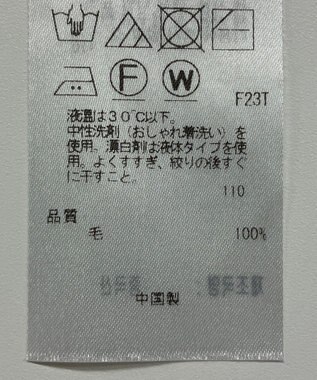 F
W
F23T
液温は30℃以下。
中性洗剤(おしゃれ着洗い)を
使用。漂白剤は液体タイプを使
用。よくすすぎ、絞りの後すぐ
に干すこと。
110
品質
毛 100%
中国製